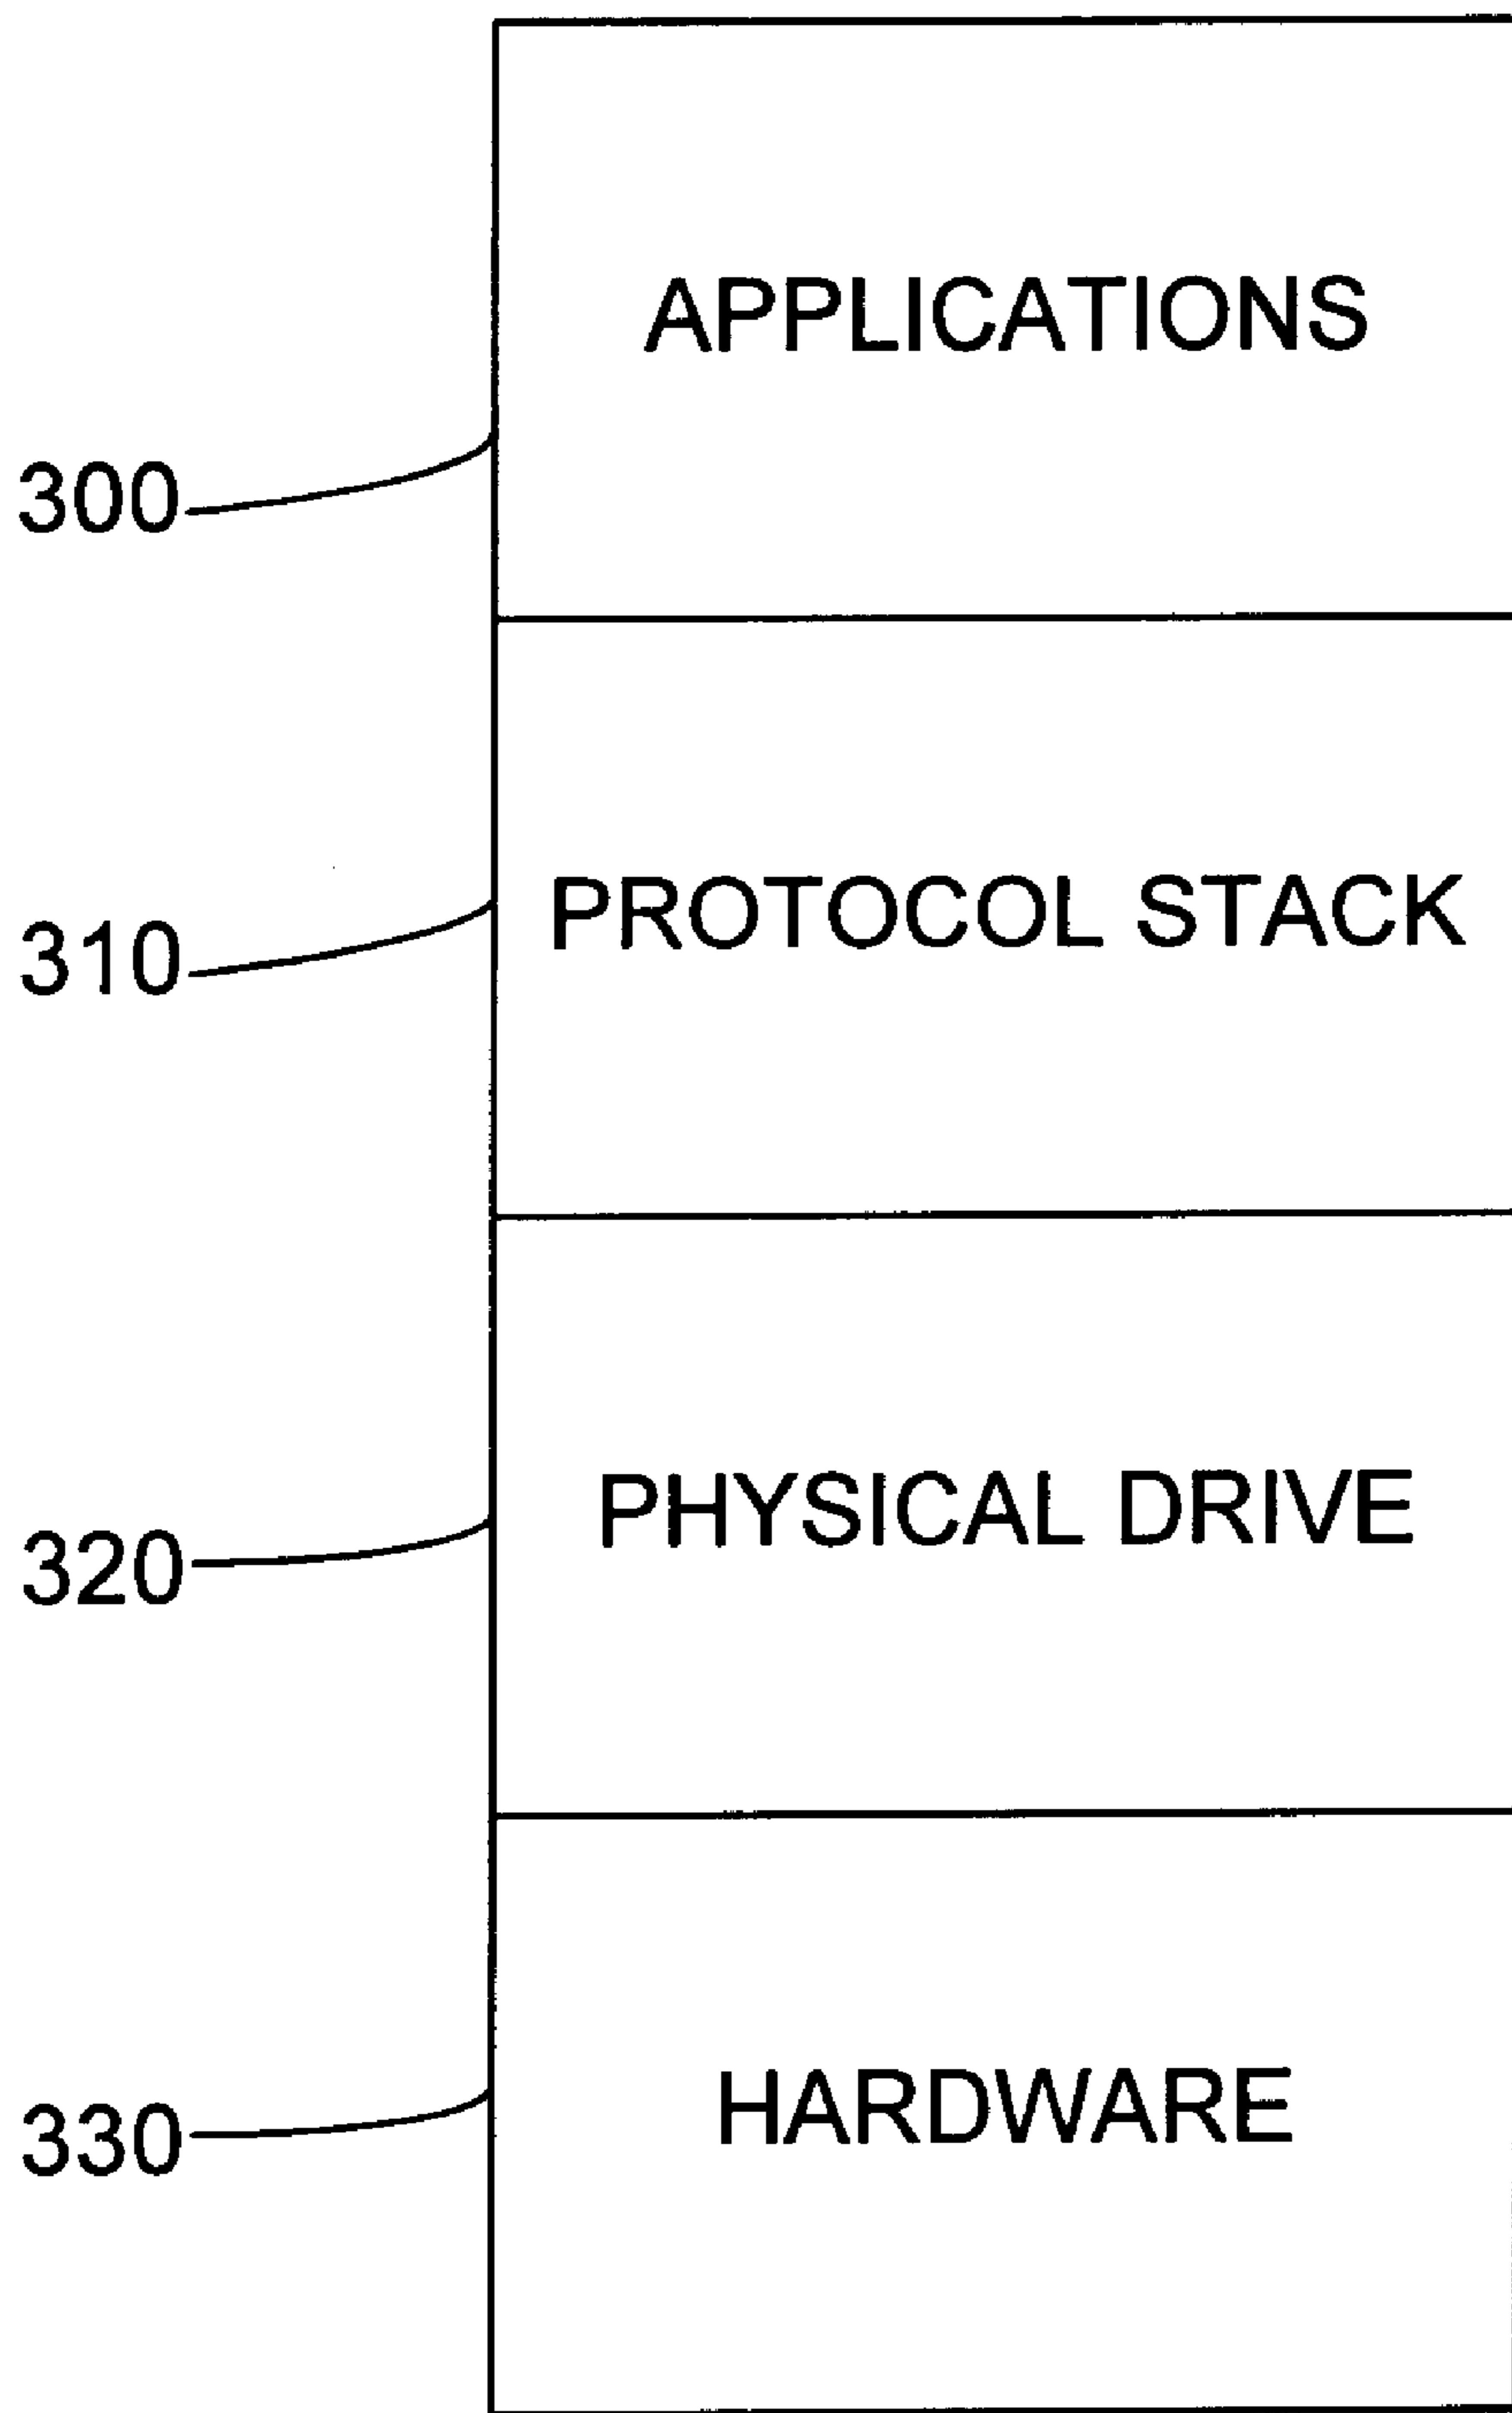 APPLICATIONS
300
PROTOCOL STACK
310
PHYSICAL DRIVE
320
HARDWARE
330